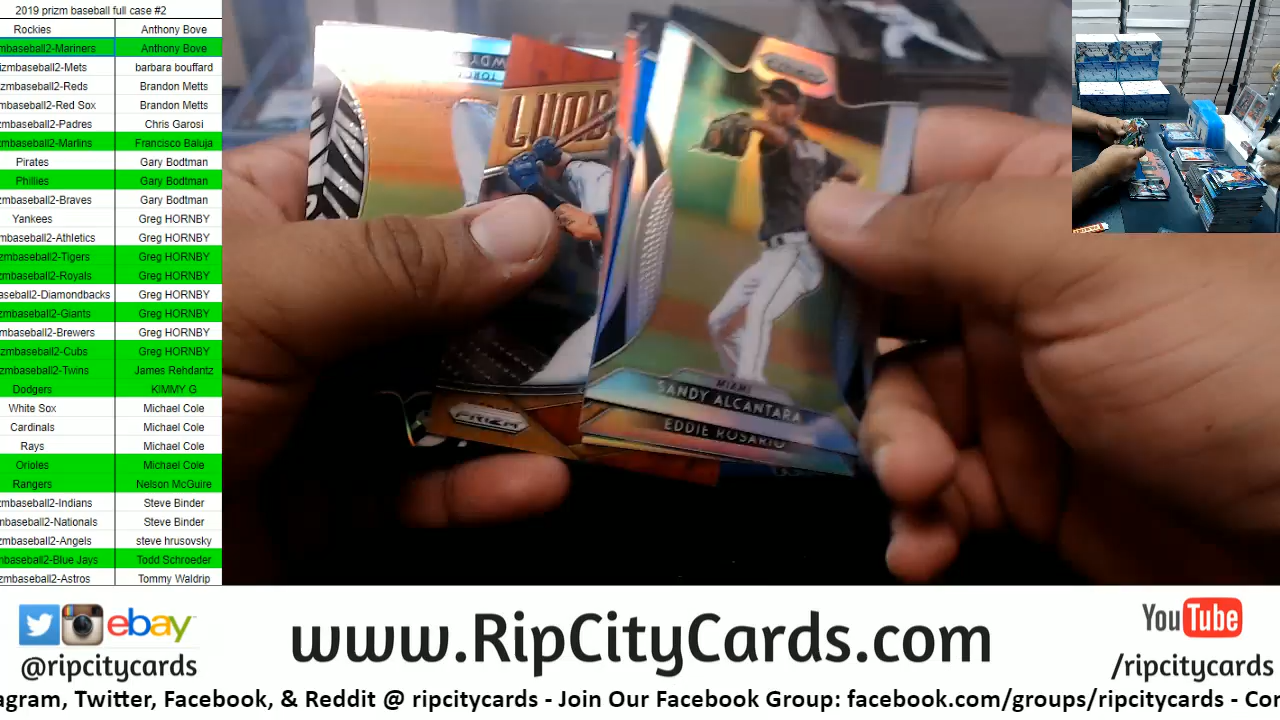 2019 prizm baseball full case #2
Rockies Anthony Bove
mbaseball2-Mariners Anthony Bove
izmbaseball2-Mets barbara bouffard
zmbaseball2-Reds Brandon Metts
mbaseball2-Red Sox Brandon Metts
zmbaseball2-Padres Chris Garosi
zmbaseball2-Marlins Francisco Baluja
Pirates Gary Bodtman
Phillies Gary Bodtman
zmbaseball2-Braves Gary Bodtman
Yankees Greg HORNBY
mbaseball2-Athletics Greg HORNBY
zmbaseball2-Tigers Greg HORNBY
zmbaseball2-Royals Greg HORNBY
aseball2-Diamondbacks Greg HORNBY
zmbaseball2-Giants Greg HORNBY
mbaseball2-Brewers Greg HORNBY
izmbaseball2-Cubs Greg HORNBY
zmbaseball2-Twins James Rehdantz
Dodgers KIMMY G
White Sox Michael Cole
Cardinals Michael Cole
Rays Michael Cole
Orioles Michael Cole
Rangers Nelson McGuire
zmbaseball2-Indians Steve Binder
mbaseball2-Nationals Steve Binder
zmbaseball2-Angels steve hrusovsky
mbaseball2-Blue Jays Todd Schroeder
zmbaseball2-Astros Tommy Waldrip
LUMB
PRIZM
MIAMI
SANDY ALCANTARA
EDDIE ROSARIO
ebay
@ripcitycards
www.RipCityCards.com
YouTube
/ripcitycards
agram, Twitter, Facebook, & Reddit @ ripcitycards - Join Our Facebook Group: facebook.com/groups/ripcitycards - Con